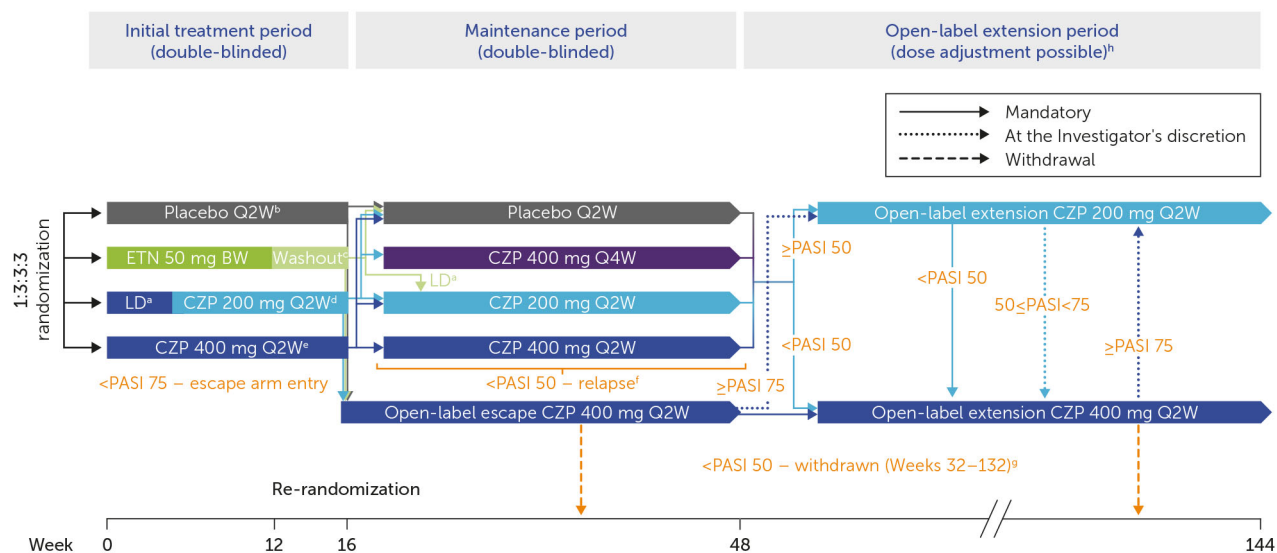 Initial treatment period
(double-blinded)
Maintenance period
(double-blinded)
Open-label extension period
(dose adjustment possible)ʰ
Mandatory
At the Investigator's discretion
Withdrawal
1:3:3:3
randomization
Placebo Q2Wᵇ
Placebo Q2W
Open-label extension CZP 200 mg Q2W
ETN 50 mg BW
Washoutᶜ
CZP 400 mg Q4W
≥PASI 50
LDᵃ
<PASI 50
LDᵃ
CZP 200 mg Q2Wᵈ
CZP 200 mg Q2W
50≤PASI<75
CZP 400 mg Q2Wᵉ
CZP 400 mg Q2W
<PASI 50
≥PASI 75
<PASI 75 – escape arm entry
<PASI 50 – relapseᶠ
≥PASI 75
Open-label escape CZP 400 mg Q2W
Open-label extension CZP 400 mg Q2W
<PASI 50 – withdrawn (Weeks 32–132)ᵍ
Re-randomization
Week
0
12
16
48
144